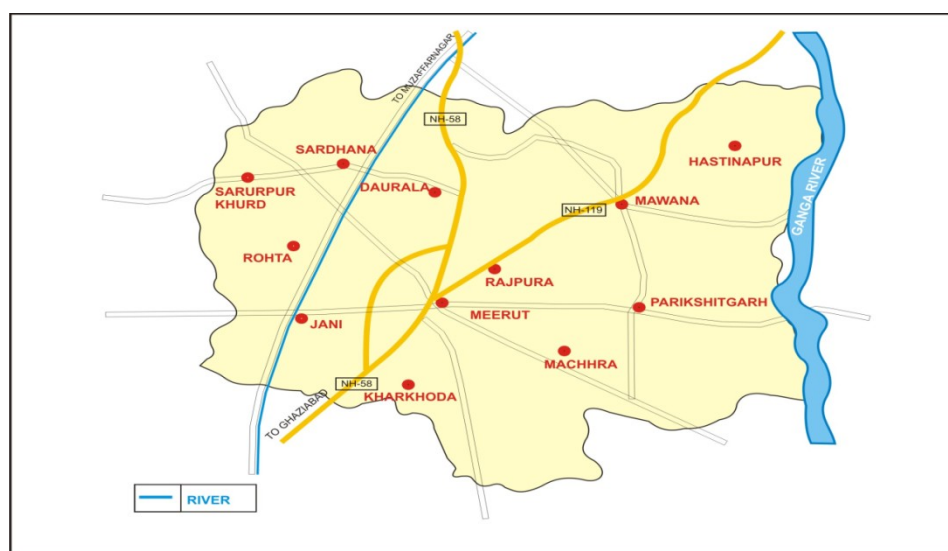 TO MUZAFFARNAGAR
NH-58
SARDHANA
HASTINAPUR
SARURPUR
KHURD
DAURALA
MAWANA
NH-119
GANGA RIVER
ROHTA
RAJPURA
PARIKSHITGARH
MEERUT
JANI
MACHHRA
NH-58
KHARKHODA
TO GHAZIABAD
RIVER